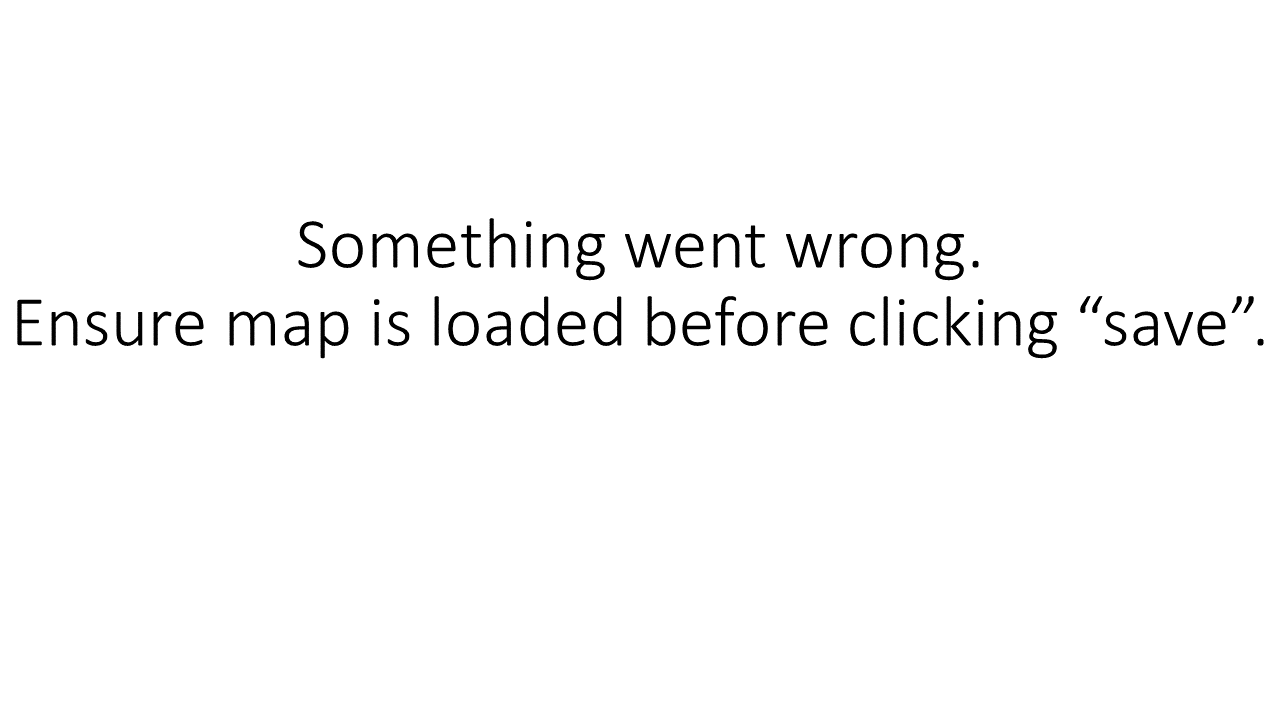 Something went wrong.
Ensure map is loaded before clicking “save”.